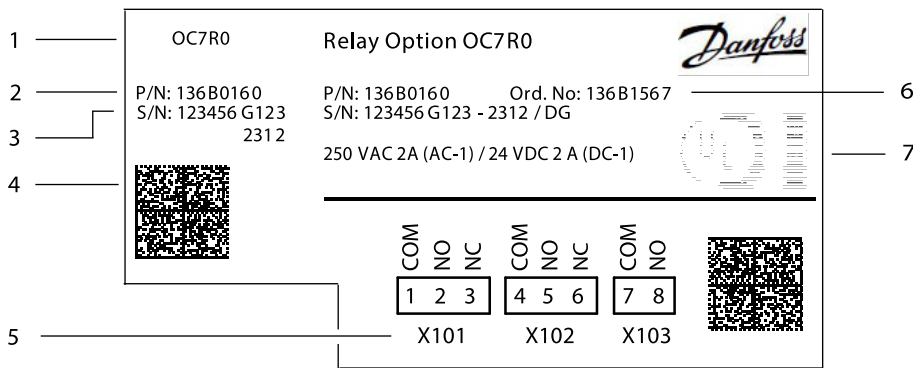 1
OC7R0
Relay Option OC7R0
Danfoss
2
P/N: 136B0160
P/N: 136B0160 Ord. No: 136B1567
6
3
S/N: 123456 G123
2312
S/N: 123456 G123 - 2312 / DG
250 VAC 2A (AC-1) / 24 VDC 2 A (DC-1)
7
4
COM NO NC COM NO NC COM NO
1 2 3 4 5 6 7 8
5
X101 X102 X103